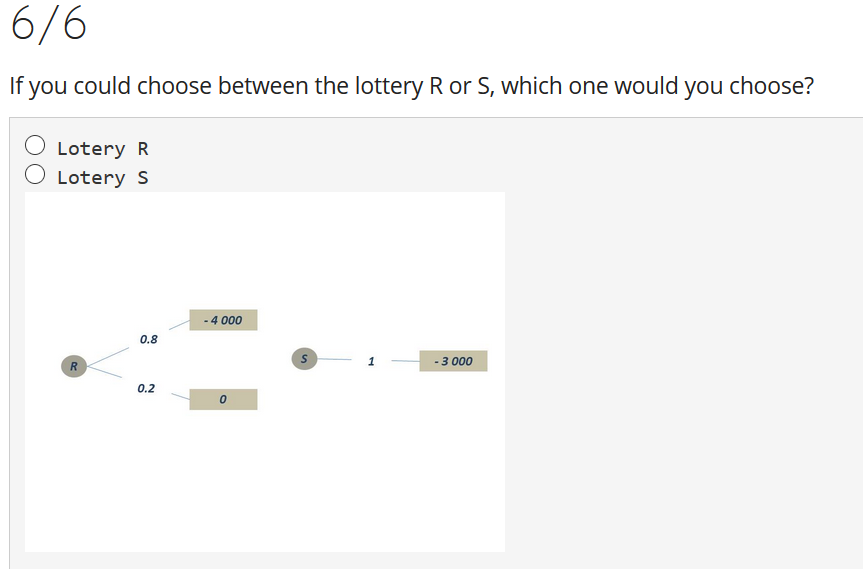 6/6
If you could choose between the lottery R or S, which one would you choose?
Lotery R
Lotery S
- 4 000
0.8
R
0.2
0
S
1
- 3 000